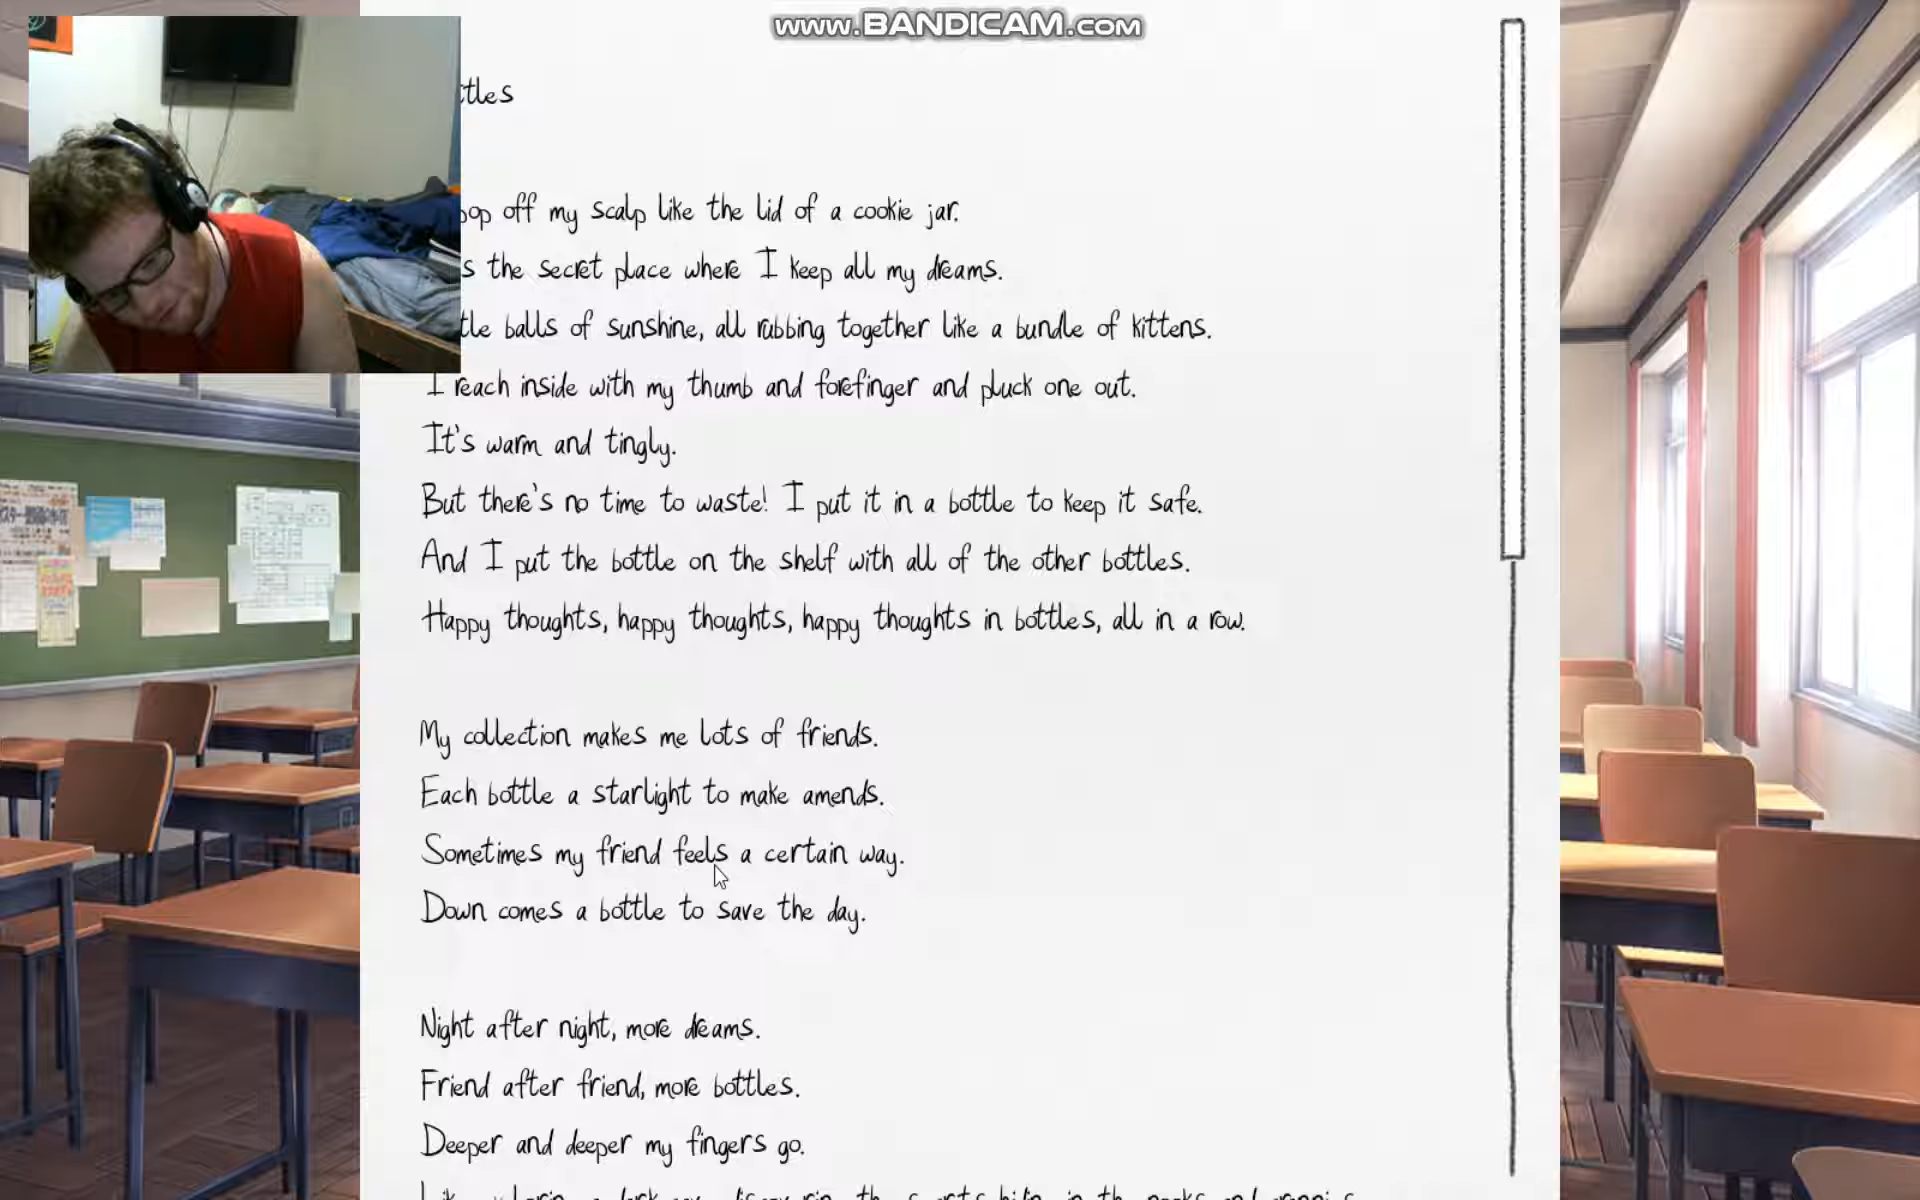 www.BANDICAM.com
ttles
pop off my scalp like the lid of a cookie jar.
s the secret place where I keep all my dreams.
ttle balls of sunshine, all rubbing together like a bundle of kittens.
I reach inside with my thumb and forefinger and pluck one out.
It's warm and tingly.
But there's no time to waste! I put it in a bottle to keep it safe.
And I put the bottle on the shelf with all of the other bottles.
Happy thoughts, happy thoughts, happy thoughts in bottles, all in a row.
My collection makes me lots of friends.
Each bottle a starlight to make amends.
Sometimes my friend feels a certain way.
Down comes a bottle to save the day.
Night after night, more dreams.
Friend after friend, more bottles.
Deeper and deeper my fingers go.